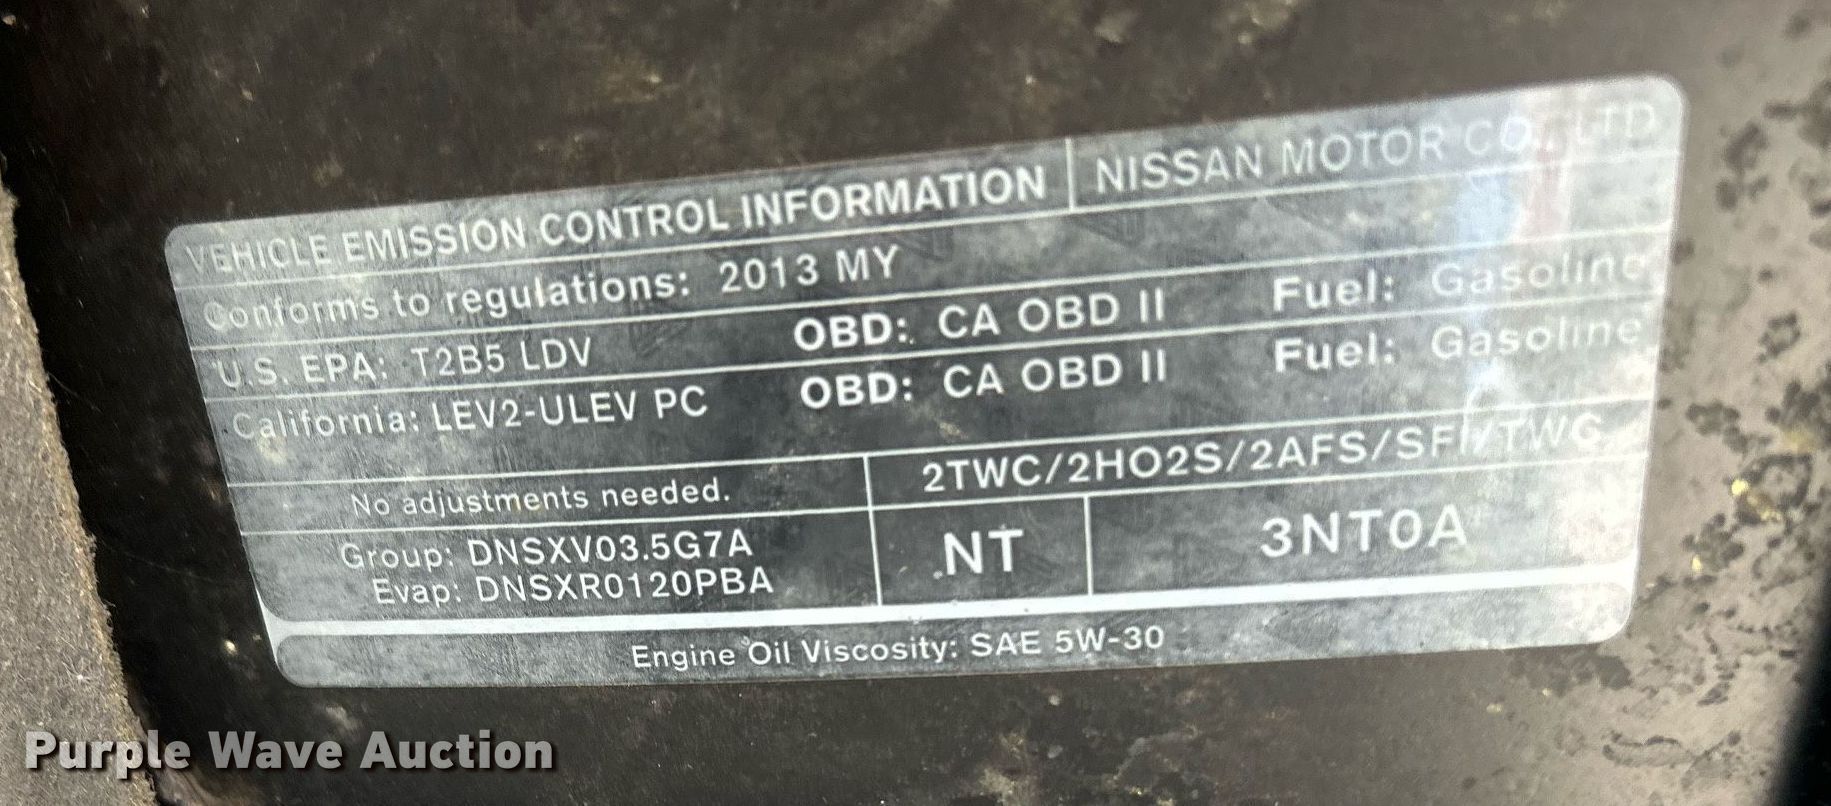 VEHICLE EMISSION CONTROL INFORMATION NISSAN MOTOR CO., LTD
Conforms to regulations: 2013 MY
U.S. EPA: T2B5 LDV OBD: CA OBD II Fuel: Gasoline
California: LEV2-ULEV PC OBD: CA OBD II Fuel: Gasoline
No adjustments needed. 2TWC/2HO2S/2AFS/SFI/TWC
Group: DNSXV03.5G7A NT 3NT0A
Evap: DNSXR0120PBA
Engine Oil Viscosity: SAE 5W-30
Purple Wave Auction